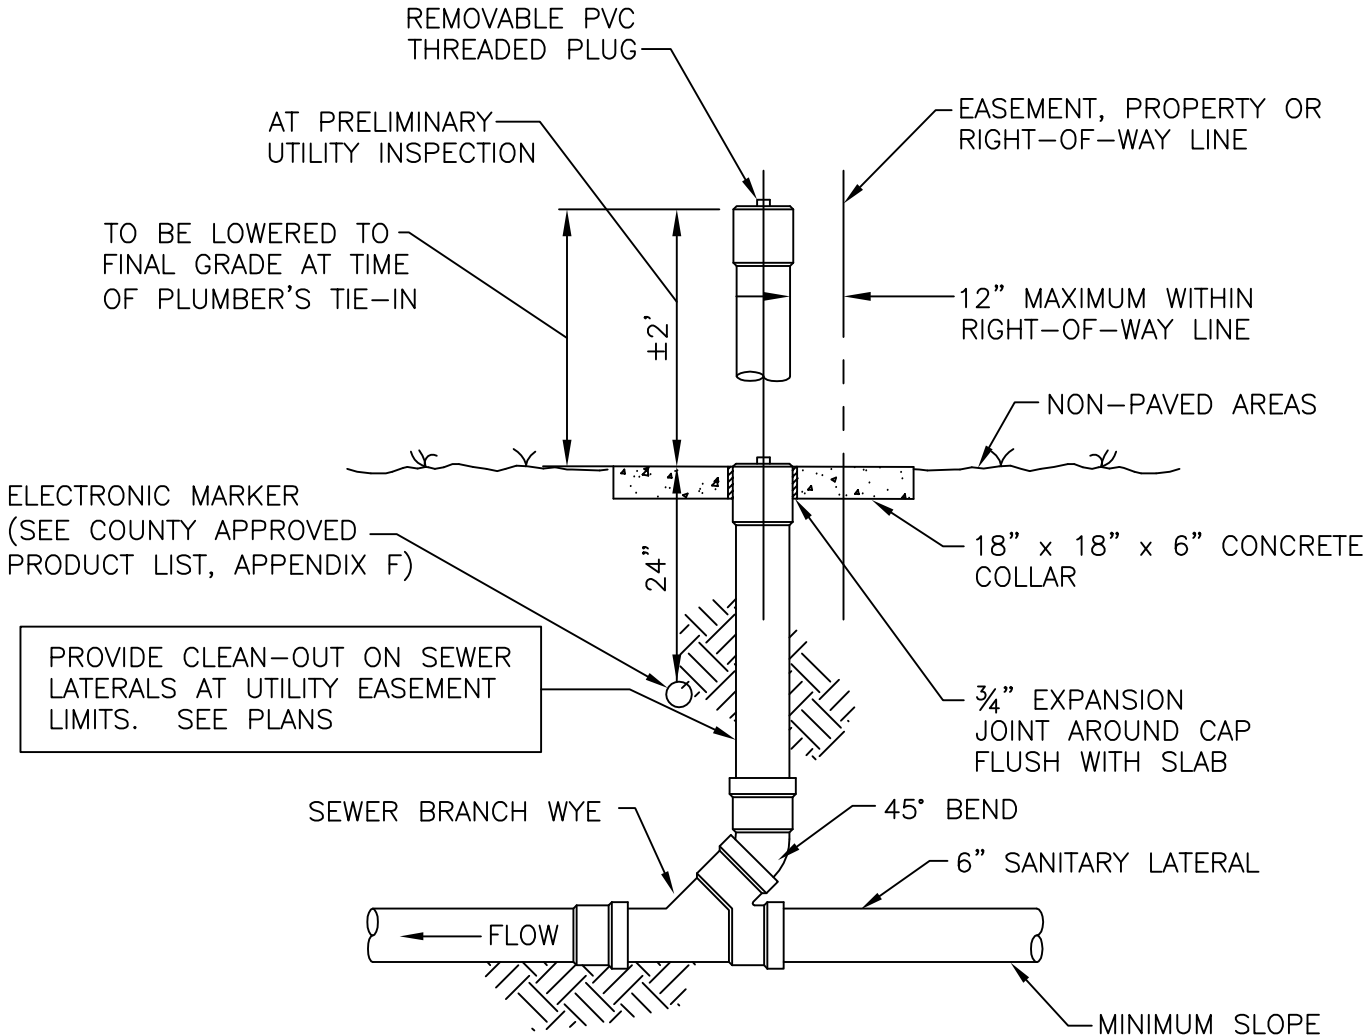 REMOVABLE PVC
THREADED PLUG
AT PRELIMINARY
UTILITY INSPECTION
EASEMENT, PROPERTY OR
RIGHT-OF-WAY LINE
TO BE LOWERED TO
FINAL GRADE AT TIME
OF PLUMBER'S TIE-IN
±2'
12" MAXIMUM WITHIN
RIGHT-OF-WAY LINE
NON-PAVED AREAS
ELECTRONIC MARKER
(SEE COUNTY APPROVED
PRODUCT LIST, APPENDIX F)
24"
18" x 18" x 6" CONCRETE
COLLAR
PROVIDE CLEAN-OUT ON SEWER
LATERALS AT UTILITY EASEMENT
LIMITS. SEE PLANS
¾" EXPANSION
JOINT AROUND CAP
FLUSH WITH SLAB
SEWER BRANCH WYE
45° BEND
6" SANITARY LATERAL
FLOW
MINIMUM SLOPE